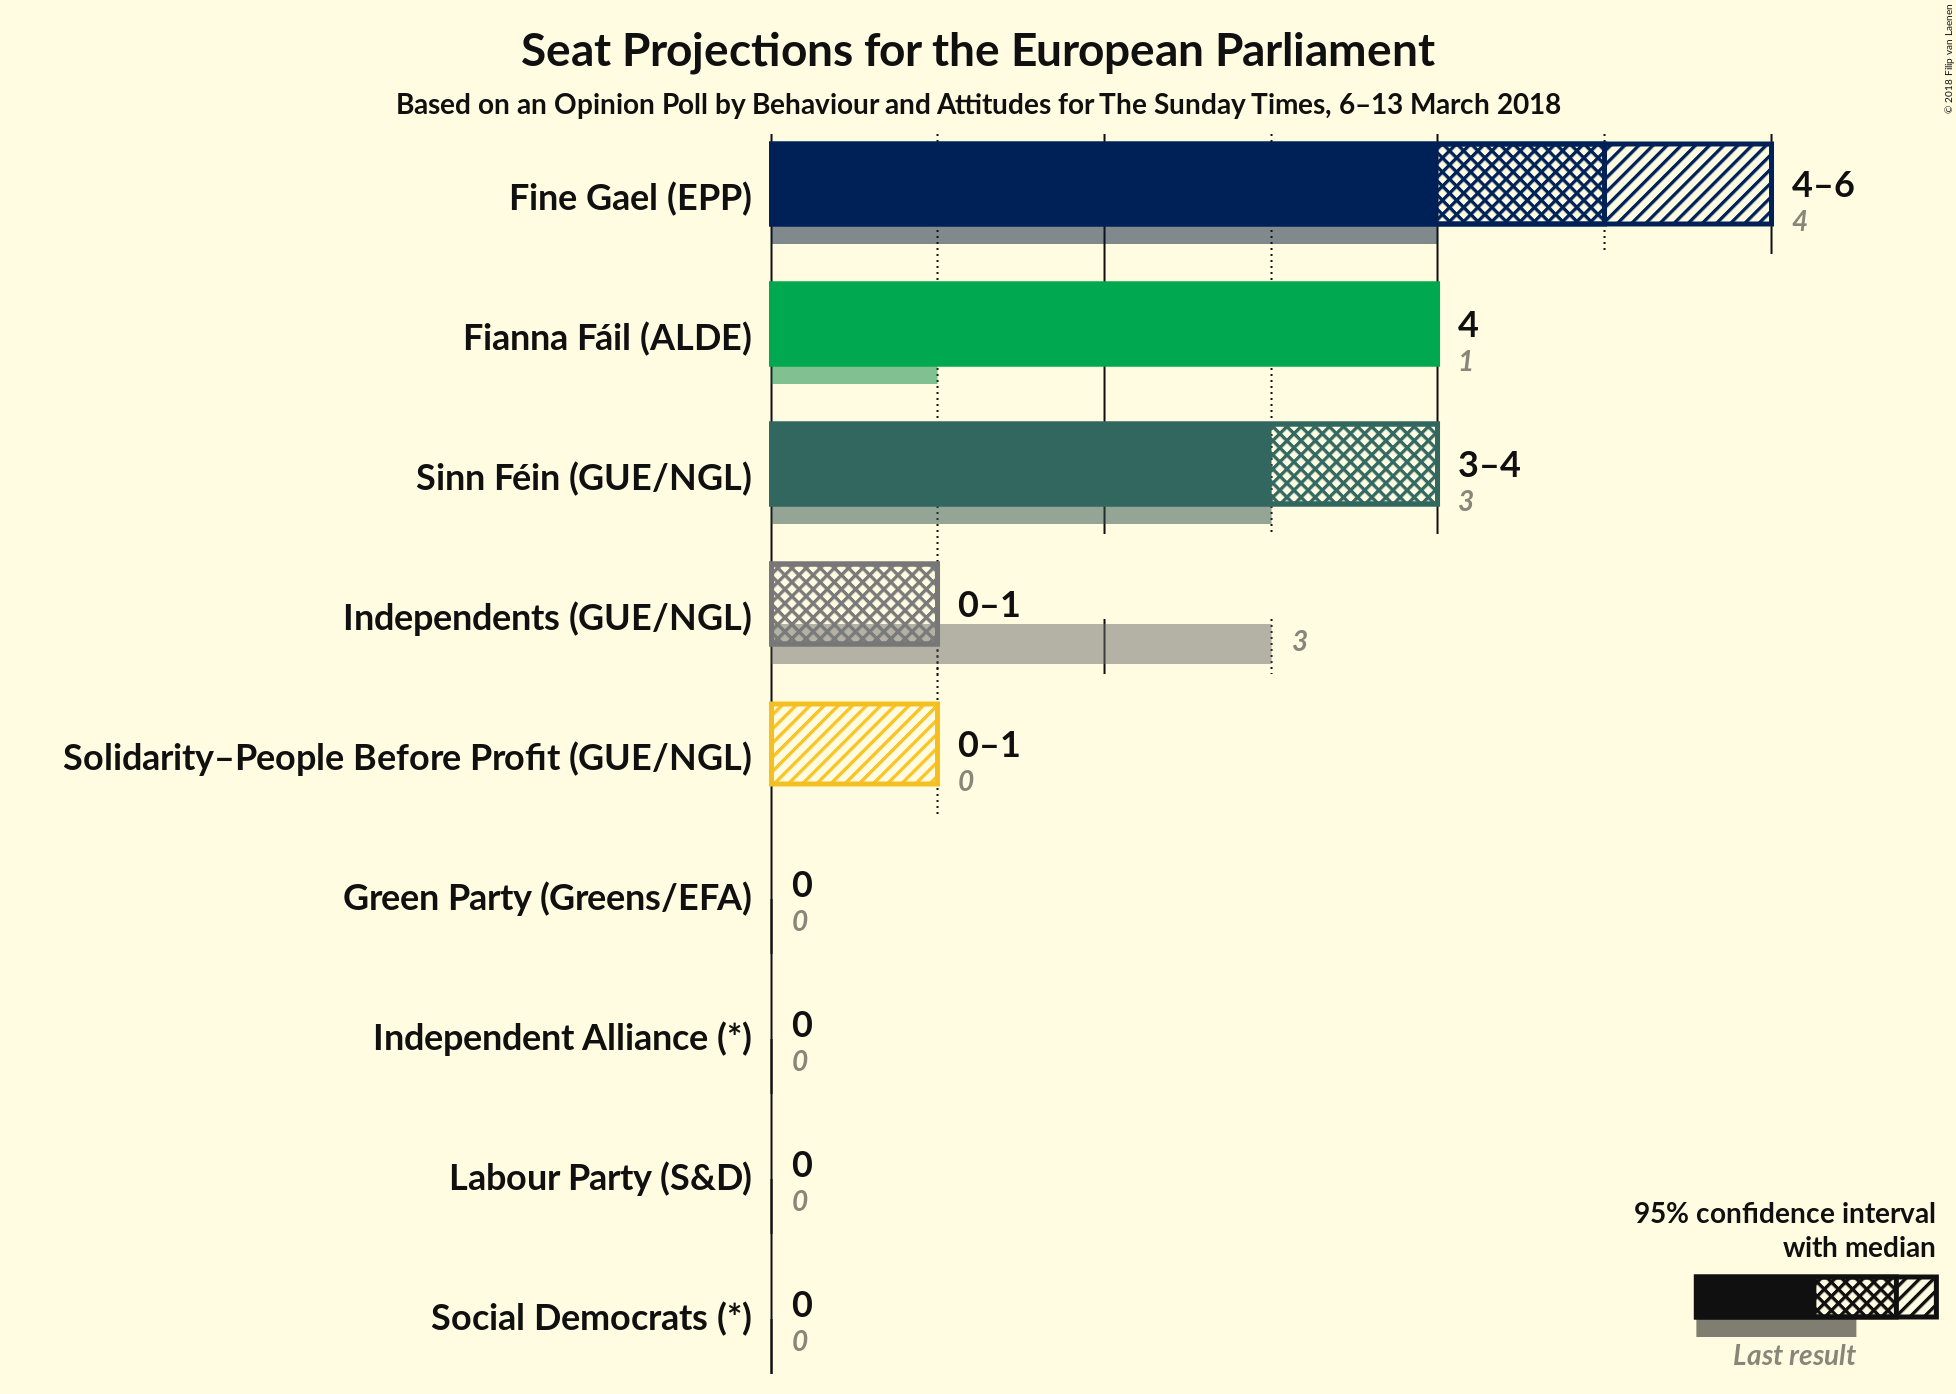 Seat Projections for the European Parliament
Based on an Opinion Poll by Behaviour and Attitudes for The Sunday Times, 6–13 March 2018
© 2018 Filip van Laenen
Fine Gael (EPP)
4–6
4
Fianna Fáil (ALDE)
4
1
Sinn Féin (GUE/NGL)
3–4
3
Independents (GUE/NGL)
0–1
3
Solidarity–People Before Profit (GUE/NGL)
0–1
0
Green Party (Greens/EFA)
0
0
Independent Alliance (*)
0
0
Labour Party (S&D)
0
0
Social Democrats (*)
0
0
95% confidence interval
with median
Last result